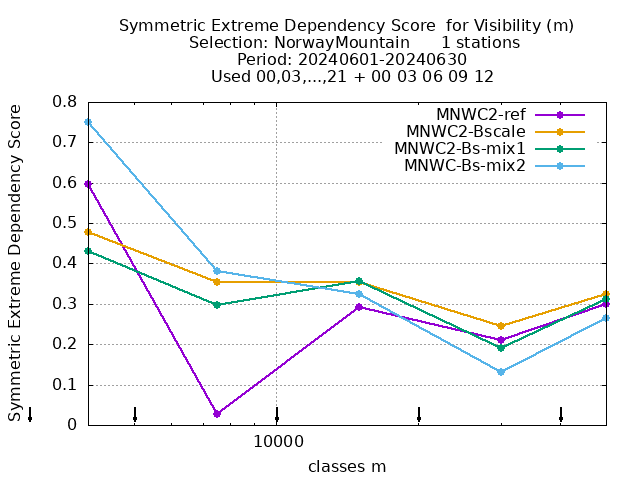 Symmetric Extreme Dependency Score  for Visibility (m)
Selection: NorwayMountain      1 stations
Period: 20240601-20240630
Used 00,03,...,21 + 00 03 06 09 12
Symmetric Extreme Dependency Score
0.8
0.7
0.6
0.5
0.4
0.3
0.2
0.1
0
MNWC2-ref
MNWC2-Bscale
MNWC2-Bs-mix1
MNWC-Bs-mix2
10000
classes m